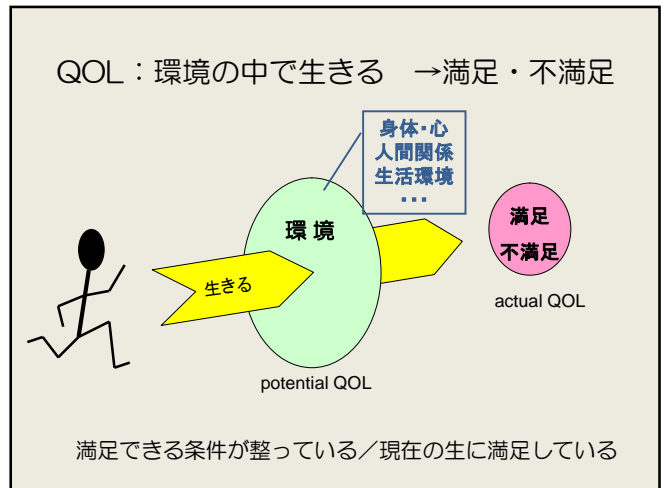 QOL：環境の中で生きる　→満足・不満足
身体・心
人間関係
生活環境
・・・
環 境
満足
不満足
生きる
actual QOL
potential QOL
満足できる条件が整っている／現在の生に満足している